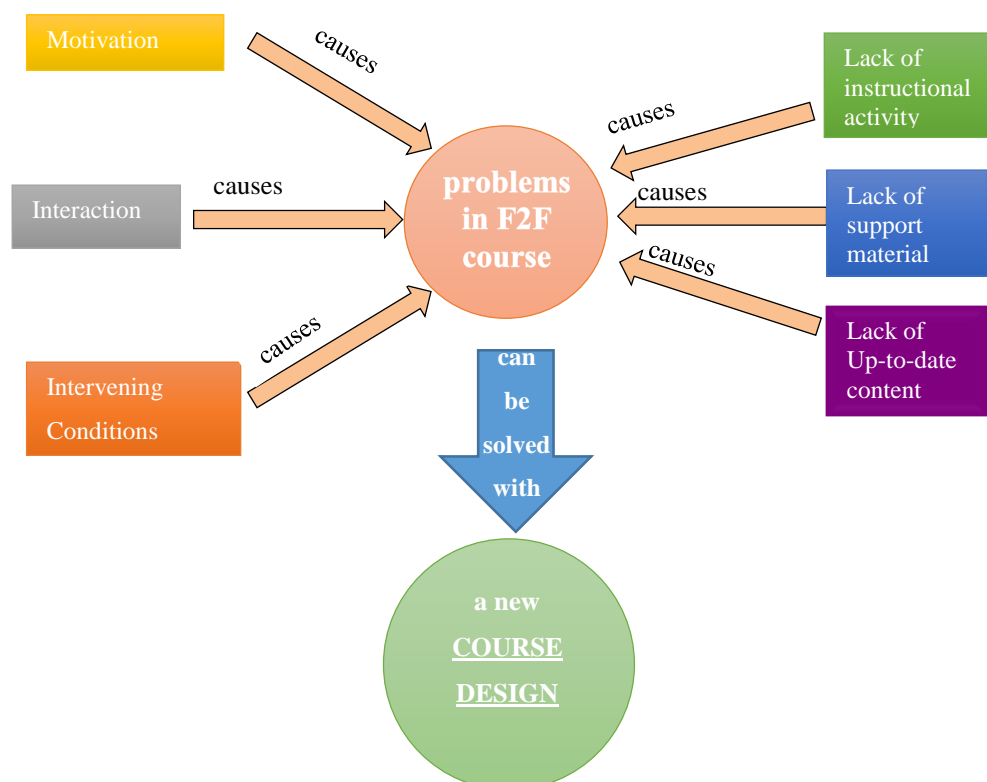 Motivation
causes
Lack of
instructional
activity
causes
problems
in F2F
course
Interaction
causes
causes
Lack of
support
material
causes
causes
Intervening
Conditions
Lack of
Up-to-date
content
can
be
solved
with
a new
COURSE
DESIGN